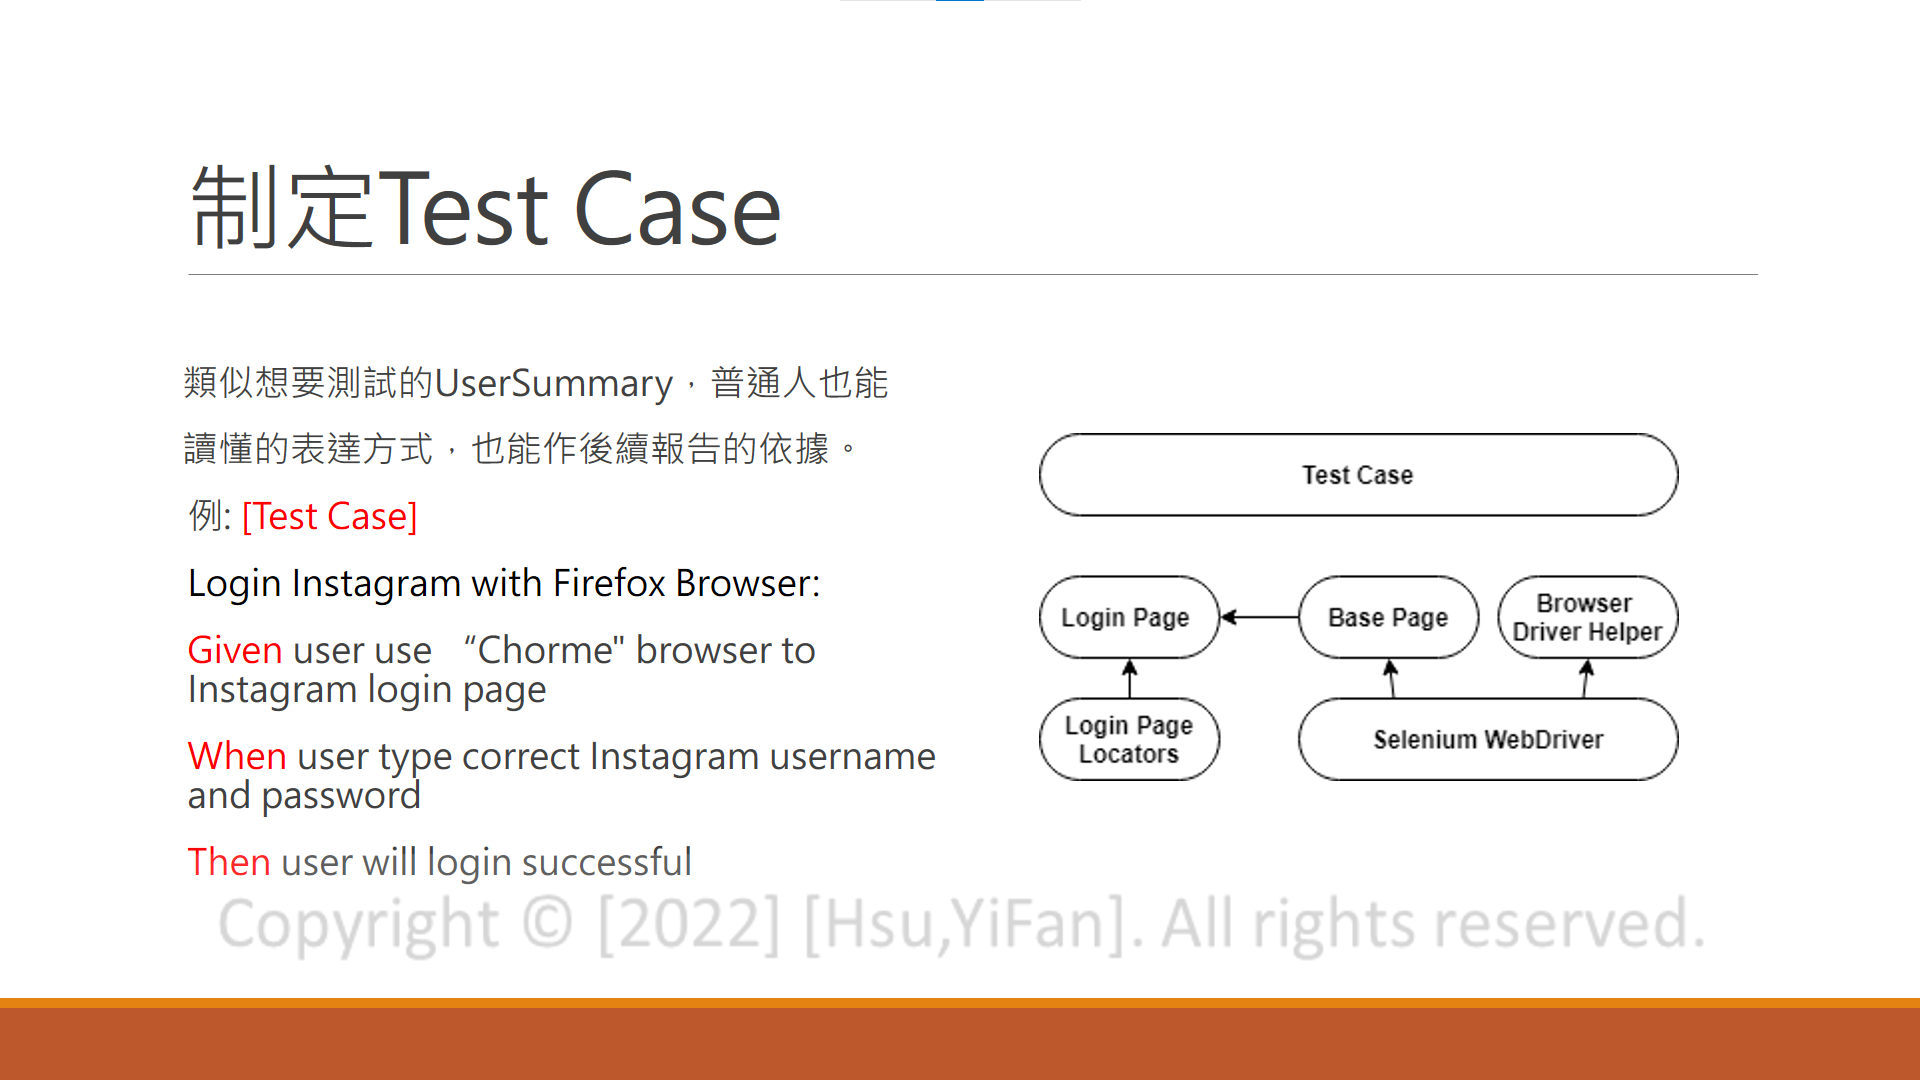 制定Test Case
類似想要測試的UserSummary，普通人也能
讀懂的表達方式，也能作後續報告的依據。
例: [Test Case]
Login Instagram with Firefox Browser:
Given user use “Chorme" browser to
Instagram login page
When user type correct Instagram username
and password
Then user will login successful
Test Case
Login Page
Base Page
Browser
Driver Helper
Login Page
Locators
Selenium WebDriver
Copyright © [2022] [Hsu,YiFan]. All rights reserved.